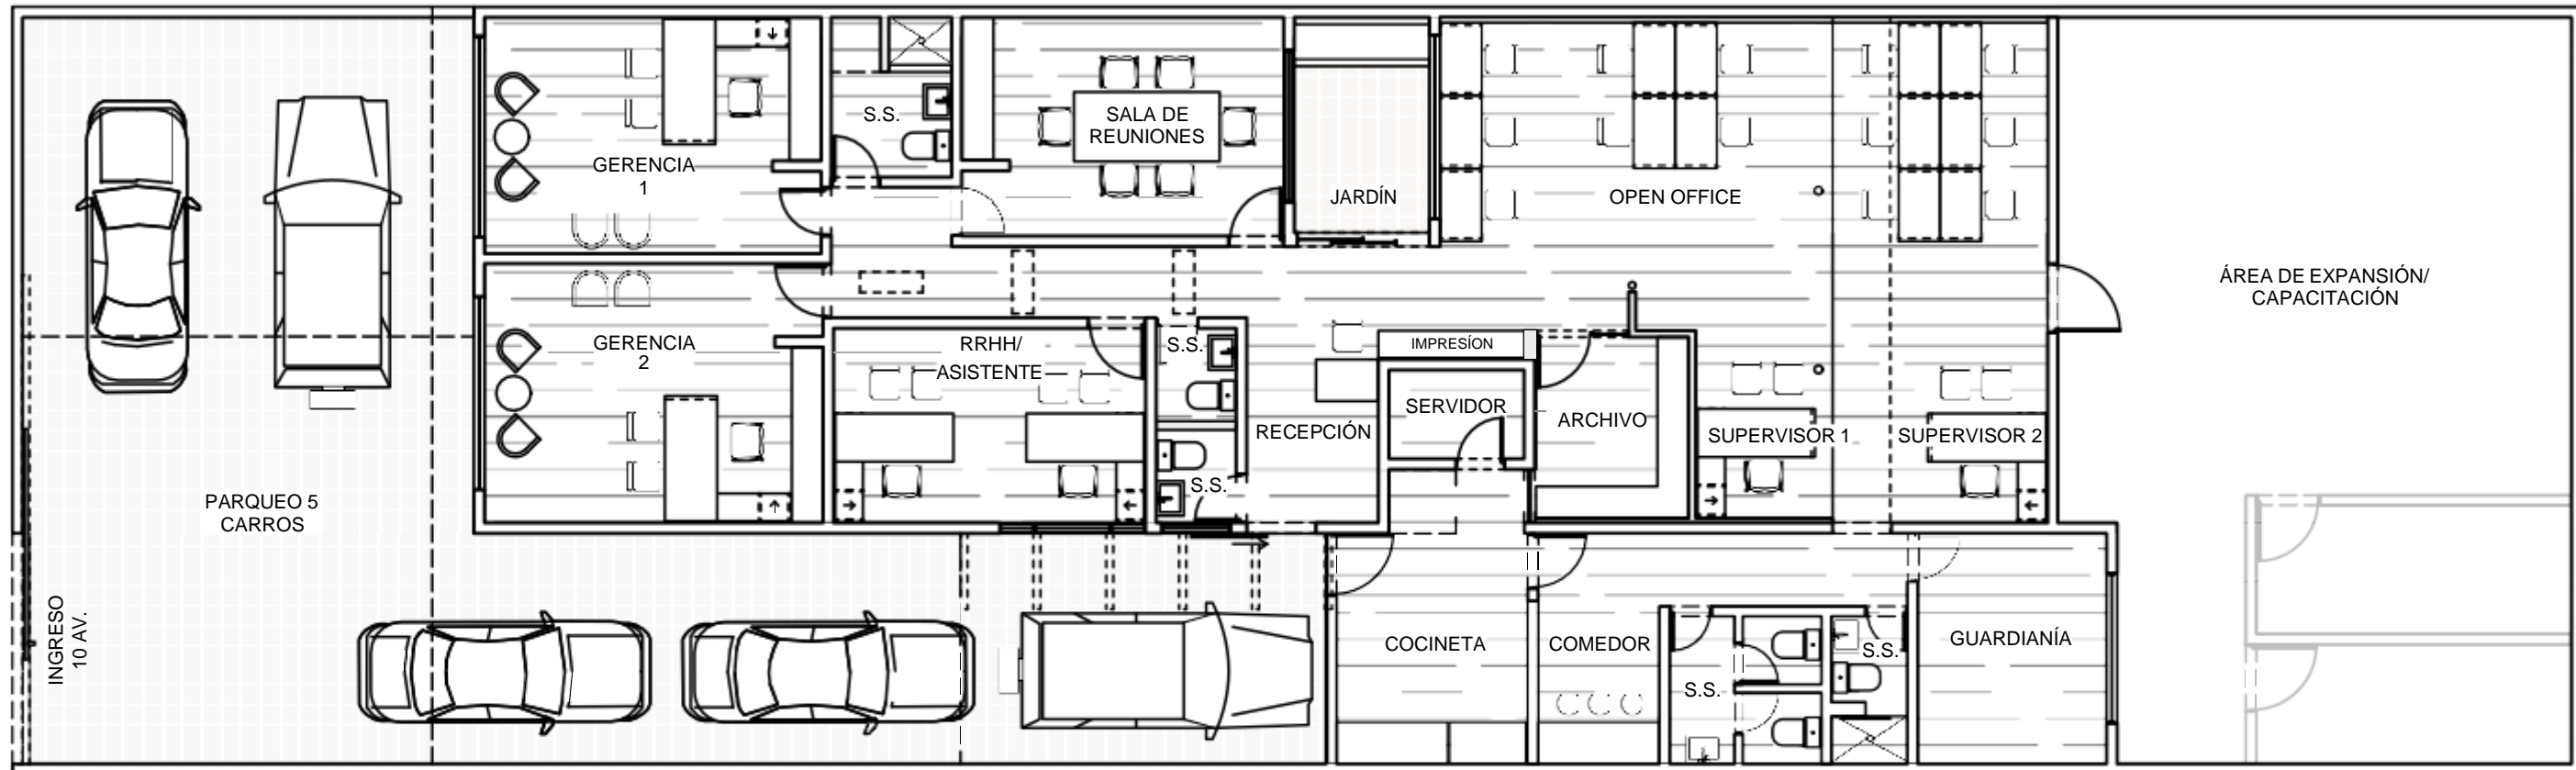 S.S.
SALA DE
REUNIONES
GERENCIA
1
JARDÍN
OPEN OFFICE
ÁREA DE EXPANSIÓN/
CAPACITACIÓN
GERENCIA
2
RRHH/
ASISTENTE
S.S.
IMPRESÍON
SERVIDOR
ARCHIVO
RECEPCIÓN
SUPERVISOR 1
SUPERVISOR 2
S.S.
PARQUEO 5
CARROS
INGRESO
10 AV.
COCINETA
COMEDOR
S.S.
S.S.
GUARDIANÍA